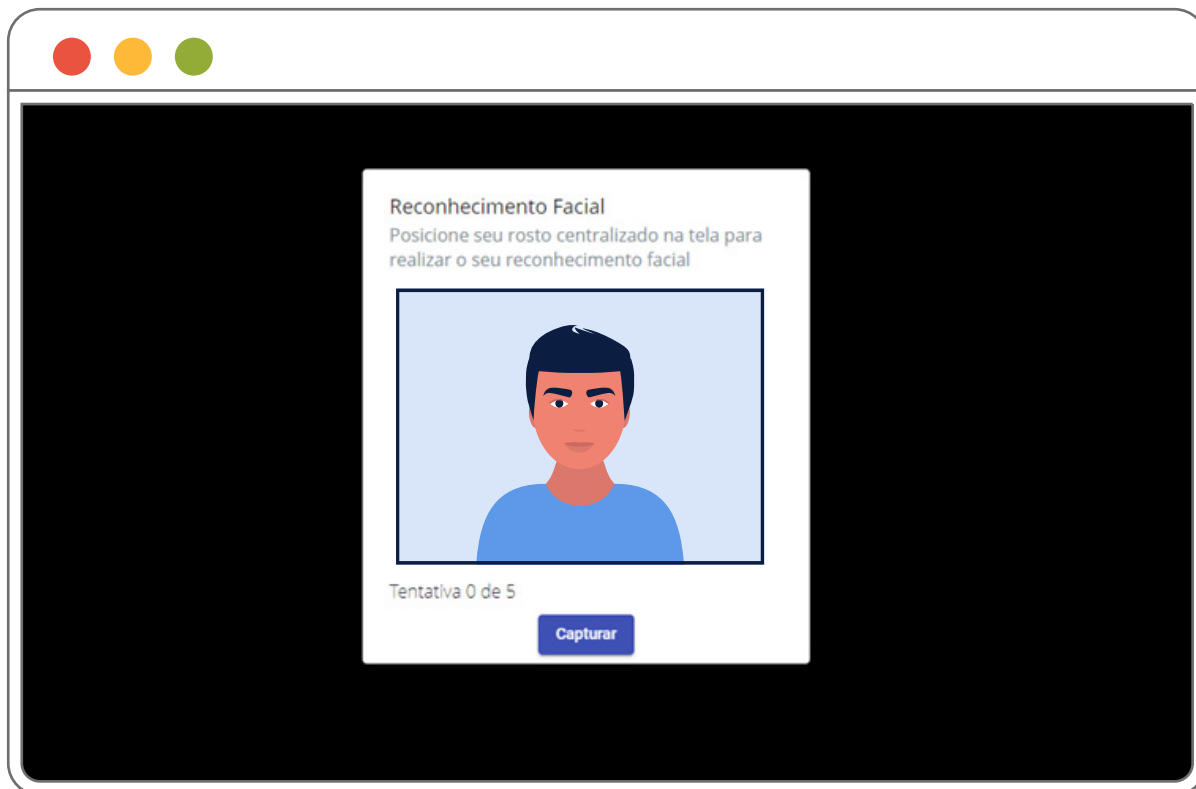 Reconhecimento Facial
Posicione seu rosto centralizado na tela para
realizar o seu reconhecimento facial
Tentativa 0 de 5
Capturar